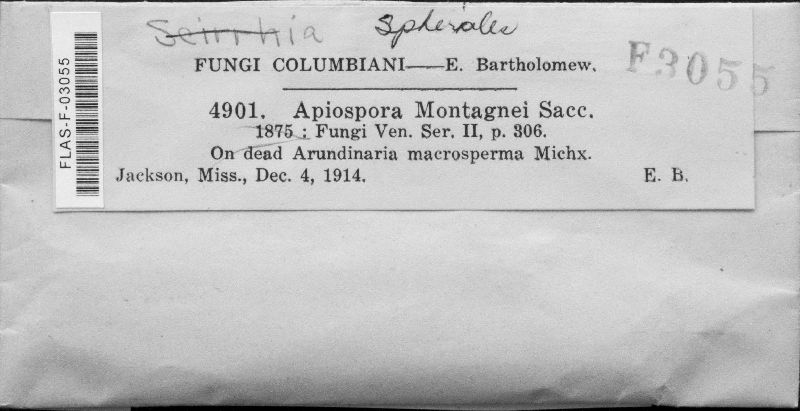 Seirrhia Spheriales
FUNGI COLUMBIANI—E. Bartholomew.
F3055
4901. Apiospora Montagnei Sacc.
1875 : Fungi Ven. Ser. II, p. 306.
On dead Arundinaria macrosperma Michx.
Jackson, Miss., Dec. 4, 1914. E. B.
FLAS-F-03055